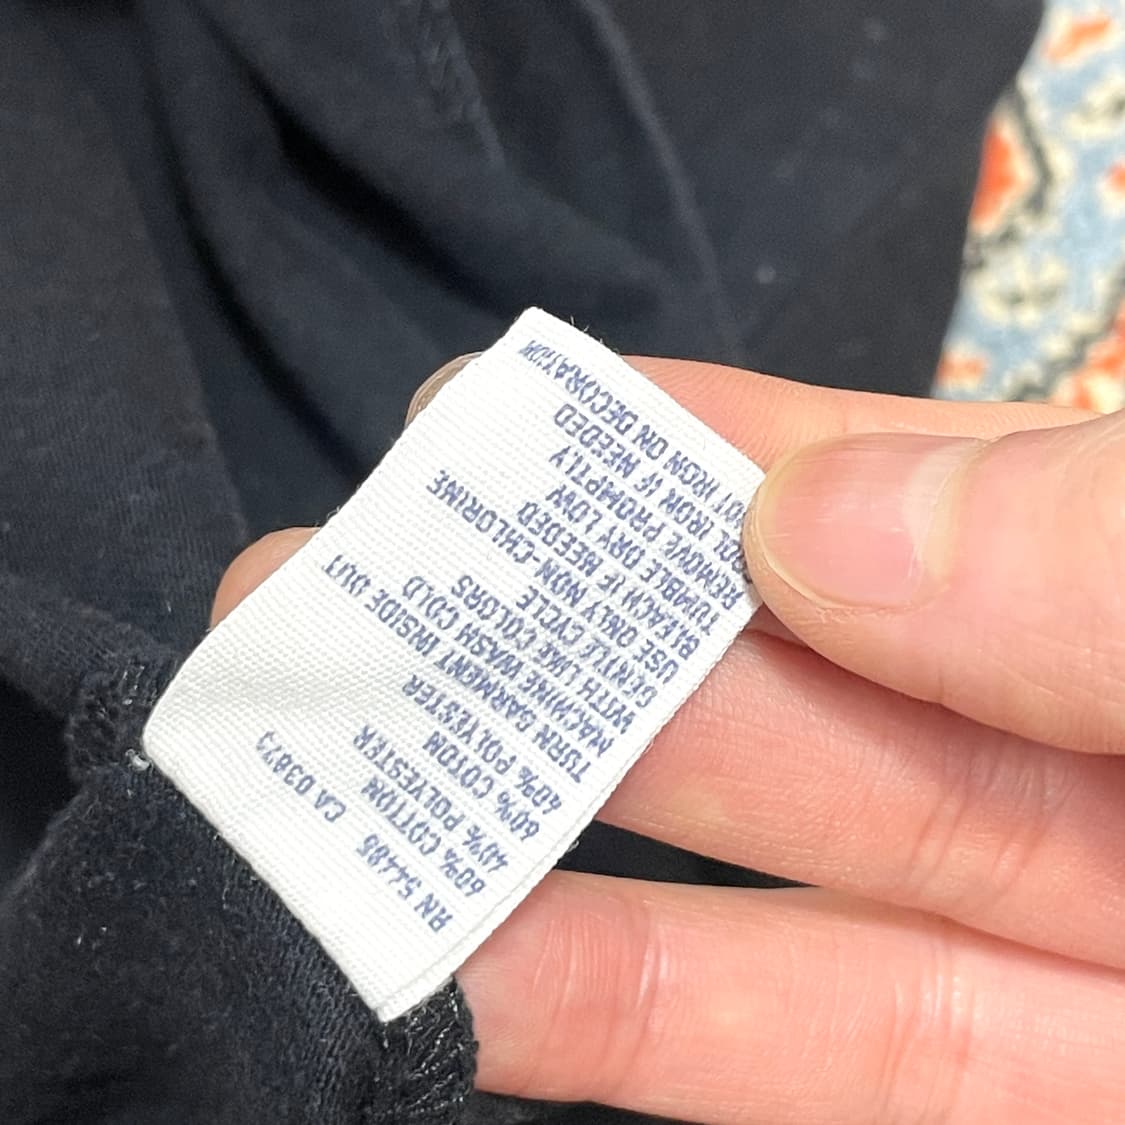 RN 54485 CA 03873
60% COTTON
40% POLYESTER
60% COTON
40% POLYESTER
TURN GARMENT INSIDE OUT
MACHINE WASH COLD
WITH LIKE COLORS
GENTLE CYCLE
USE ONLY NON-CHLORINE
BLEACH IF NEEDED
TUMBLE DRY LOW
REMOVE PROMPTLY
IRON IF NEEDED
IRON ON DECORATION